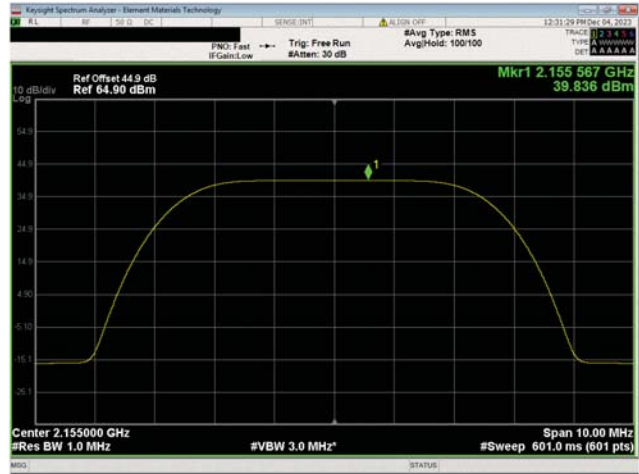 Keysight Spectrum Analyzer - Element Materials Technology
RL RF 50 Ω DC SENSE:INT ALIGN OFF 12:31:29 PM Dec 04, 2023
#Avg Type: RMS TRACE 1 2 3 4 5 6
PNO: Fast Trig: Free Run Avg|Hold: 100/100 TYPE A WWWWW
IFGain:Low #Atten: 30 dB DET A A A A A A
Mkr1 2.155 567 GHz
Ref Offset 44.9 dB 39.836 dBm
10 dB/div Ref 64.90 dBm
Log
54.9
44.9
1
34.9
24.9
14.9
4.90
-5.10
-15.1
-25.1
Center 2.155000 GHz Span 10.00 MHz
#Res BW 1.0 MHz #VBW 3.0 MHz* #Sweep 601.0 ms (601 pts)
MSG STATUS